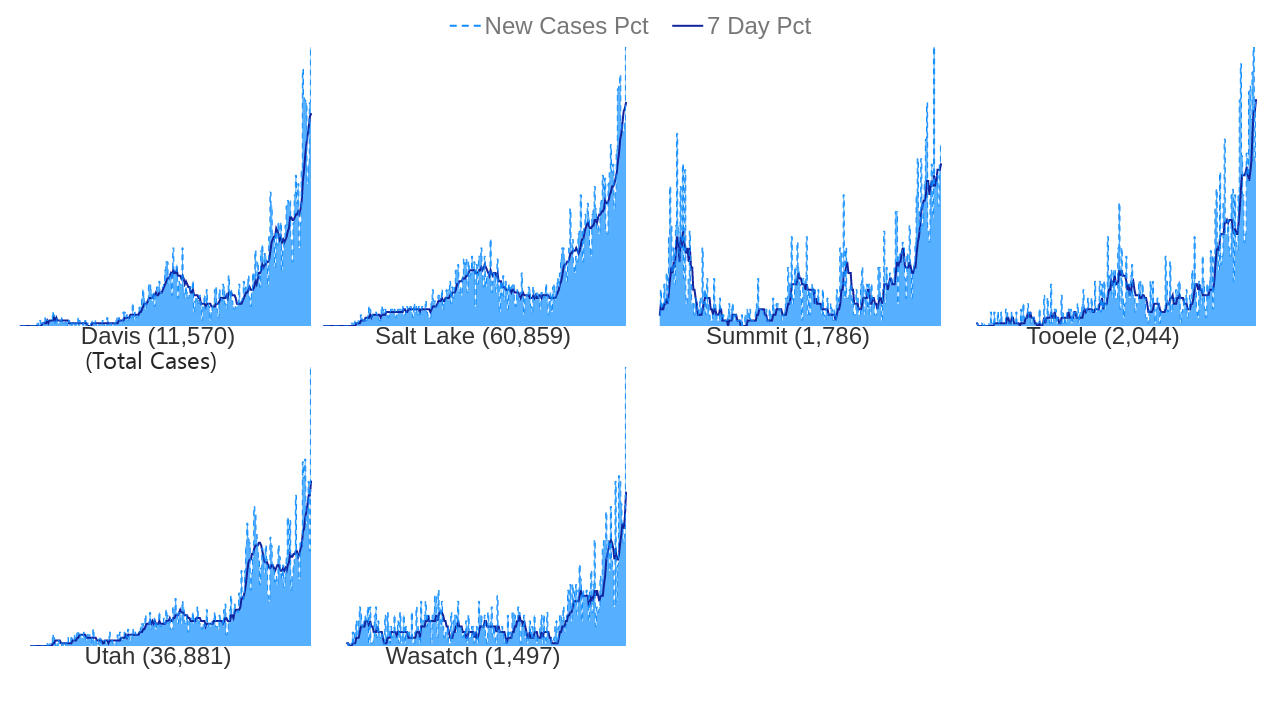 New Cases Pct 7 Day Pct
Davis (11,570)
(Total Cases)
Salt Lake (60,859)
Summit (1,786)
Tooele (2,044)
Utah (36,881)
Wasatch (1,497)